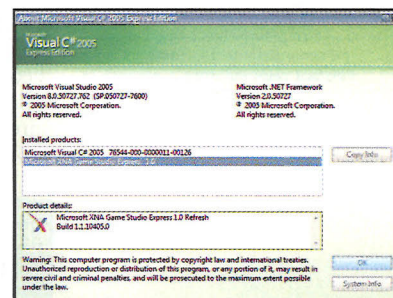 About Microsoft Visual C# 2005 Express Edition
Microsoft
Visual C# 2005
Express Edition
Microsoft Visual Studio 2005
Version 8.0.50727.762 (SP.050727-7600)
© 2005 Microsoft Corporation.
All rights reserved.
Microsoft .NET Framework
Version 2.0.50727
© 2005 Microsoft Corporation.
All rights reserved.
Installed products:
Microsoft Visual C# 2005 76544-000-0000011-00126
Microsoft XNA Game Studio Express 1.0
Copy Info
Product details:
Microsoft XNA Game Studio Express 1.0 Refresh
Build 1.1.10405.0
Warning: This computer program is protected by copyright law and international treaties.
Unauthorized reproduction or distribution of this program, or any portion of it, may result in
severe civil and criminal penalties, and will be prosecuted to the maximum extent possible
under the law.
OK
System Info